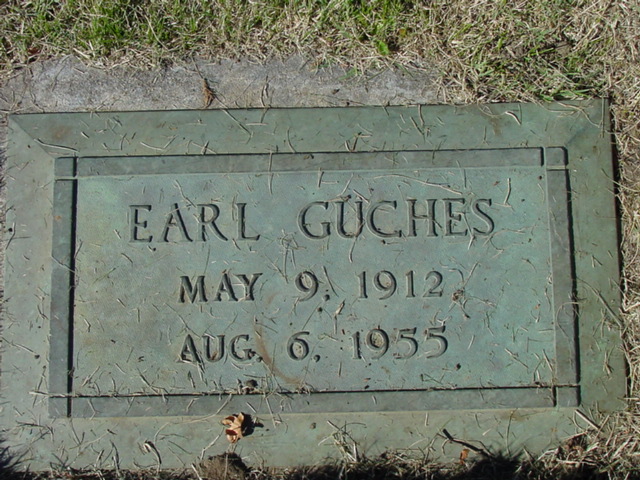 EARL GUCHES
MAY 9, 1912
AUG. 6, 1955